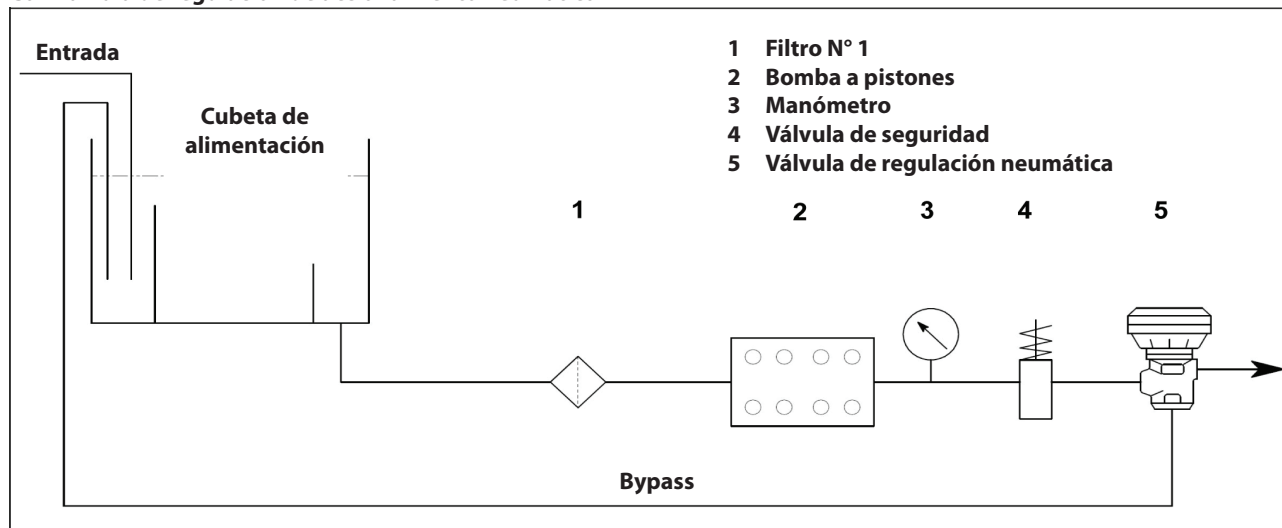 Entrada
Cubeta de
alimentación
1 Filtro N° 1
2 Bomba a pistones
3 Manómetro
4 Válvula de seguridad
5 Válvula de regulación neumática
1 2 3 4 5
Bypass